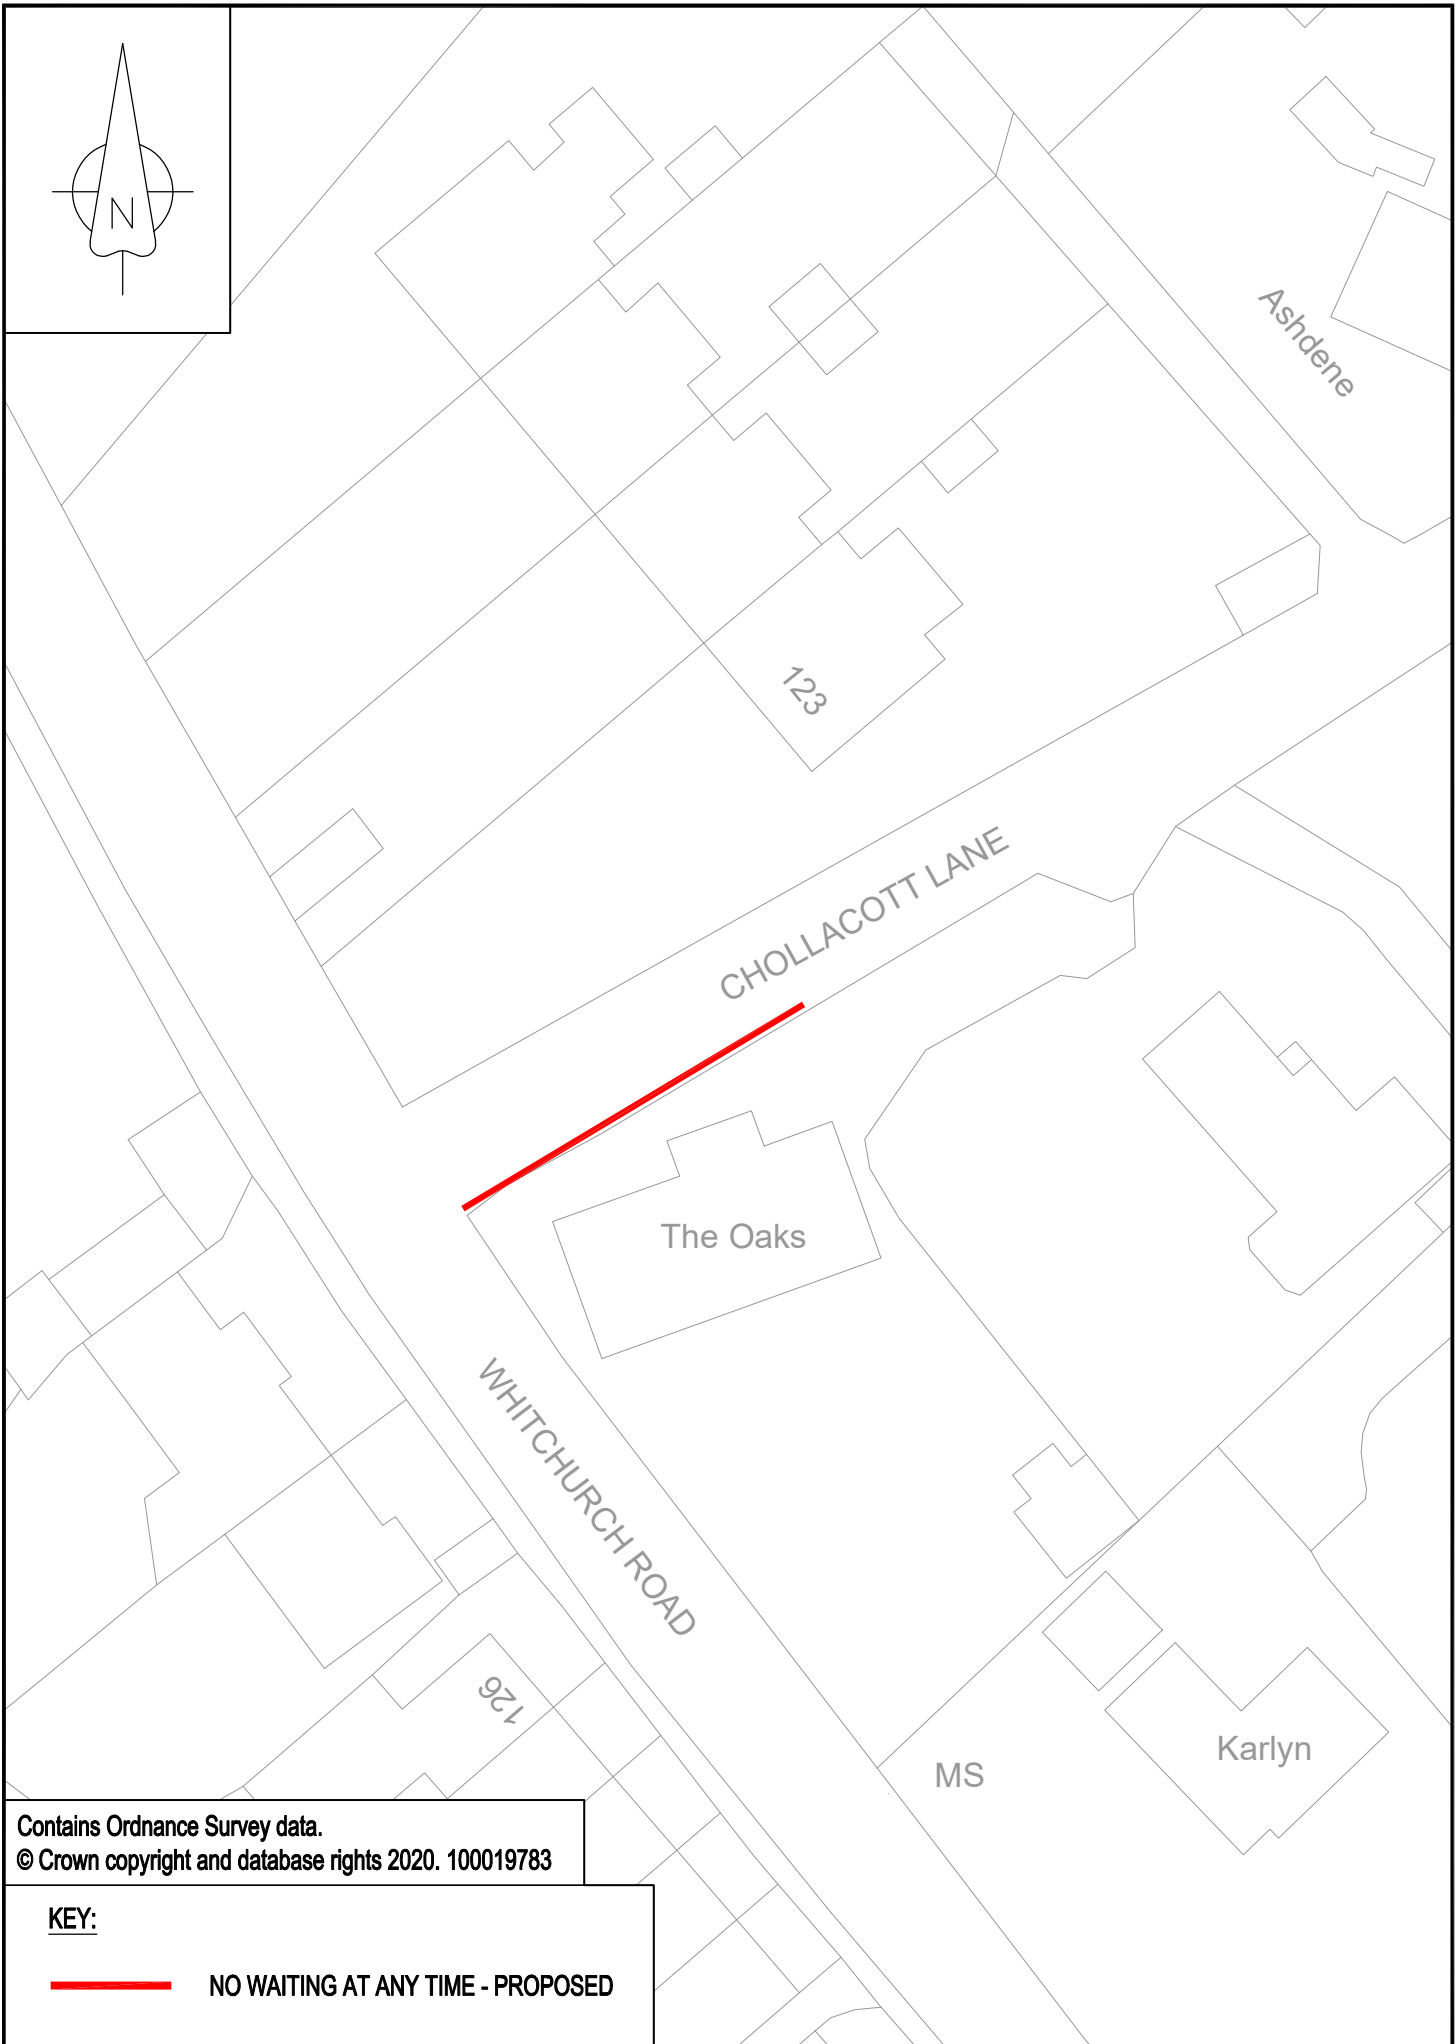 N
Ashdene
123
CHOLLACOTT LANE
The Oaks
WHITCHURCH ROAD
126
MS
Karlyn
Contains Ordnance Survey data.
© Crown copyright and database rights 2020. 100019783
KEY:
NO WAITING AT ANY TIME - PROPOSED